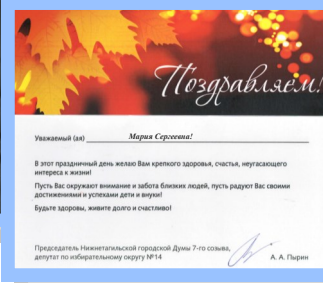 Поздравляем!
Уважаемый (ая) Мария Сергеевна!
В этот праздничный день желаю Вам крепкого здоровья, счастья, неугасающего
интереса к жизни!
Пусть Вас окружают внимание и забота близких людей, пусть радуют Вас своими
достижениями и успехами дети и внуки!
Будьте здоровы, живите долго и счастливо!
Председатель Нижнетагильской городской Думы 7-го созыва,
депутат по избирательному округу №14 А. А. Пырин